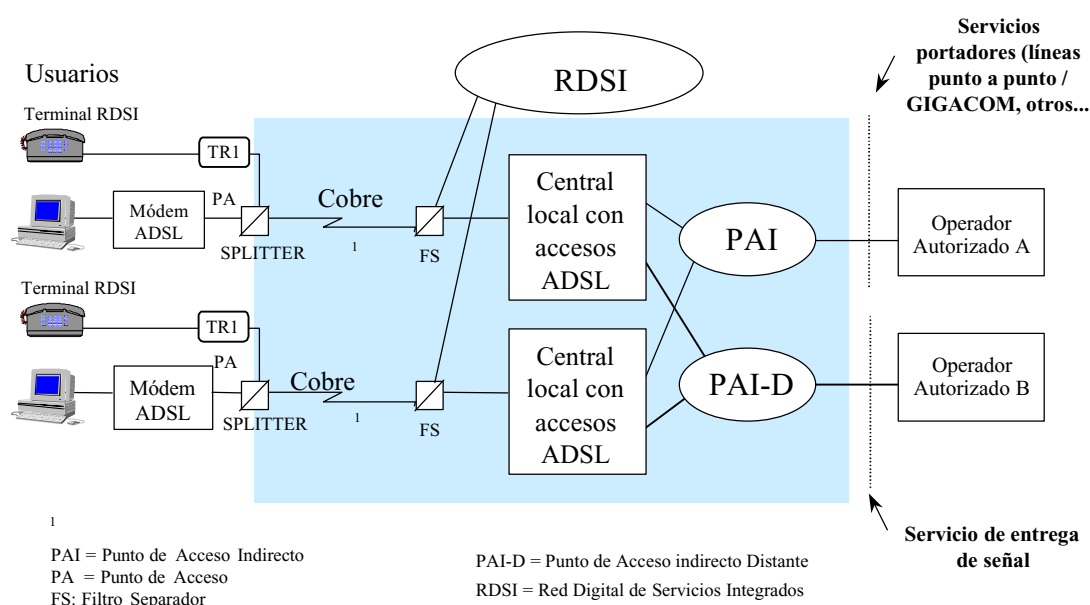 Servicios
portadores (líneas
punto a punto /
GIGACOM, otros...
Usuarios
RDSI
Terminal RDSI
TR1
Módem
ADSL
PA
SPLITTER
Cobre
1
FS
Central
local con
accesos
ADSL
PAI
Operador
Autorizado A
Terminal RDSI
TR1
Módem
ADSL
PA
SPLITTER
Cobre
1
FS
Central
local con
accesos
ADSL
PAI-D
Operador
Autorizado B
Servicio de entrega
de señal
1
PAI = Punto de Acceso Indirecto
PA = Punto de Acceso
FS: Filtro Separador
PAI-D = Punto de Acceso indirecto Distante
RDSI = Red Digital de Servicios Integrados